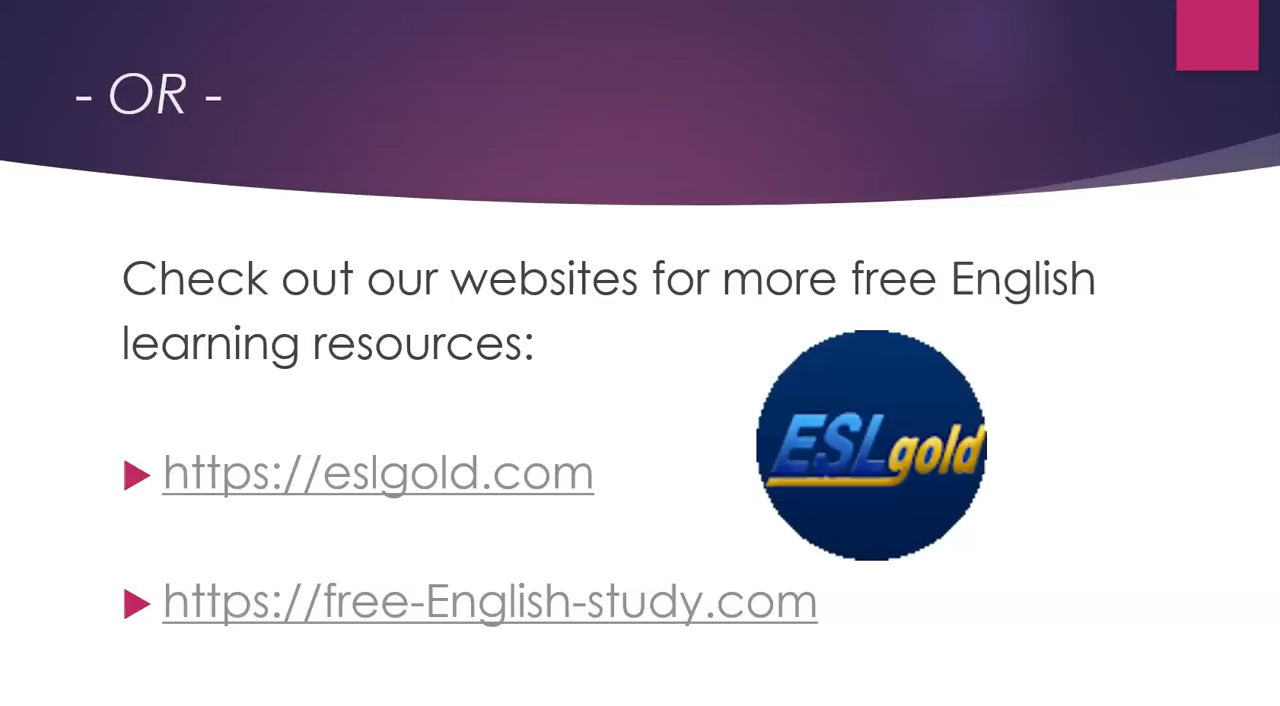 - OR -
Check out our websites for more free English
learning resources:
ESLgold
https://eslgold.com
https://free-English-study.com